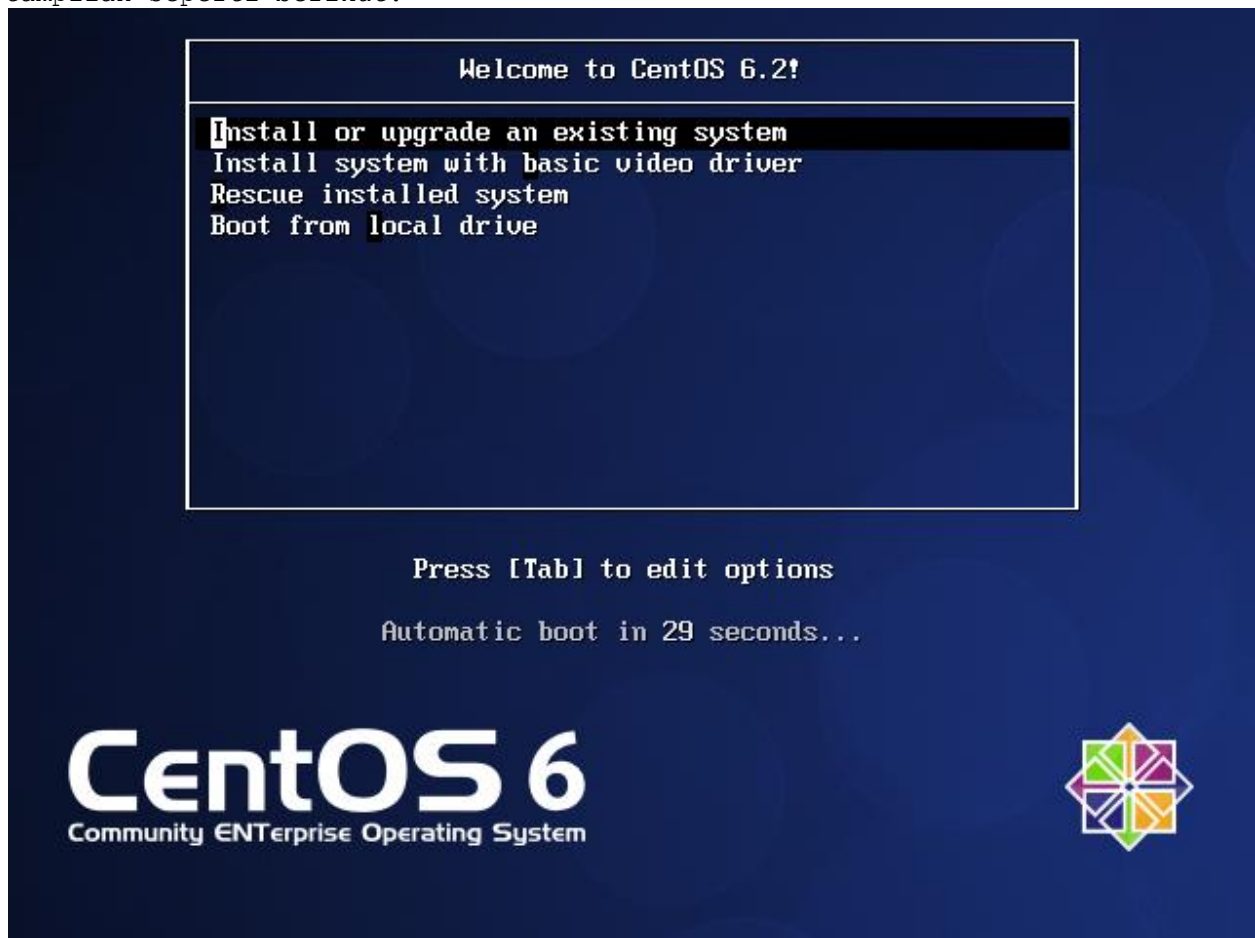 Welcome to CentOS 6.2!
Install or upgrade an existing system
Install system with basic video driver
Rescue installed system
Boot from local drive
Press [Tab] to edit options
Automatic boot in 29 seconds...
CentOS 6
Community ENTerprise Operating System